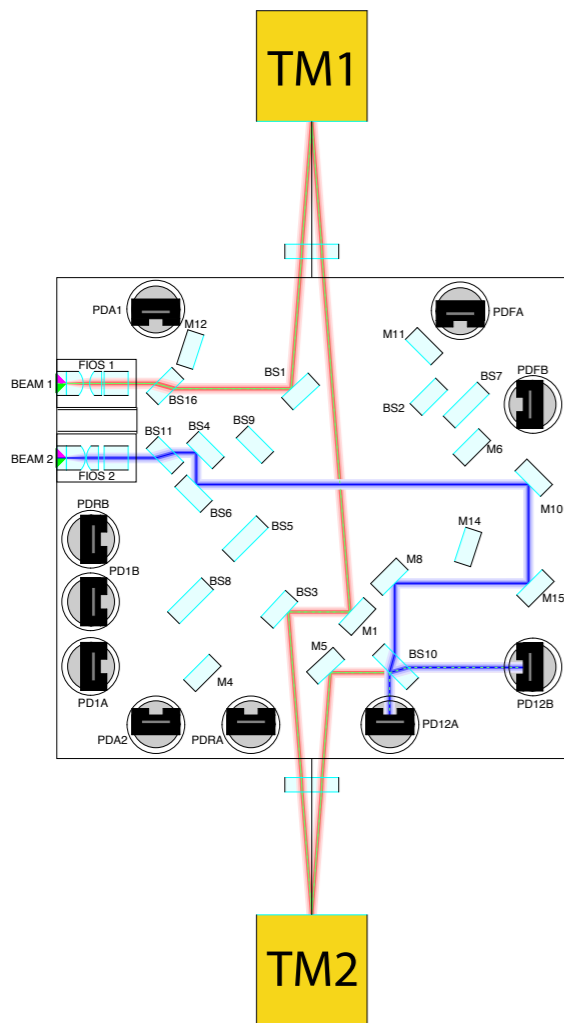 TM1
PDA1
M12
PDFA
M11
FIOS 1
BS1
BS7
BEAM 1
BS16
BS2
PDFB
BS11
BS4
BS9
M6
BEAM 2
FIOS 2
M10
BS6
PDRB
BS5
M14
PD1B
M8
BS8
BS3
M15
M1
M5
BS10
M4
PD1A
PD12B
PDA2
PDRA
PD12A
TM2